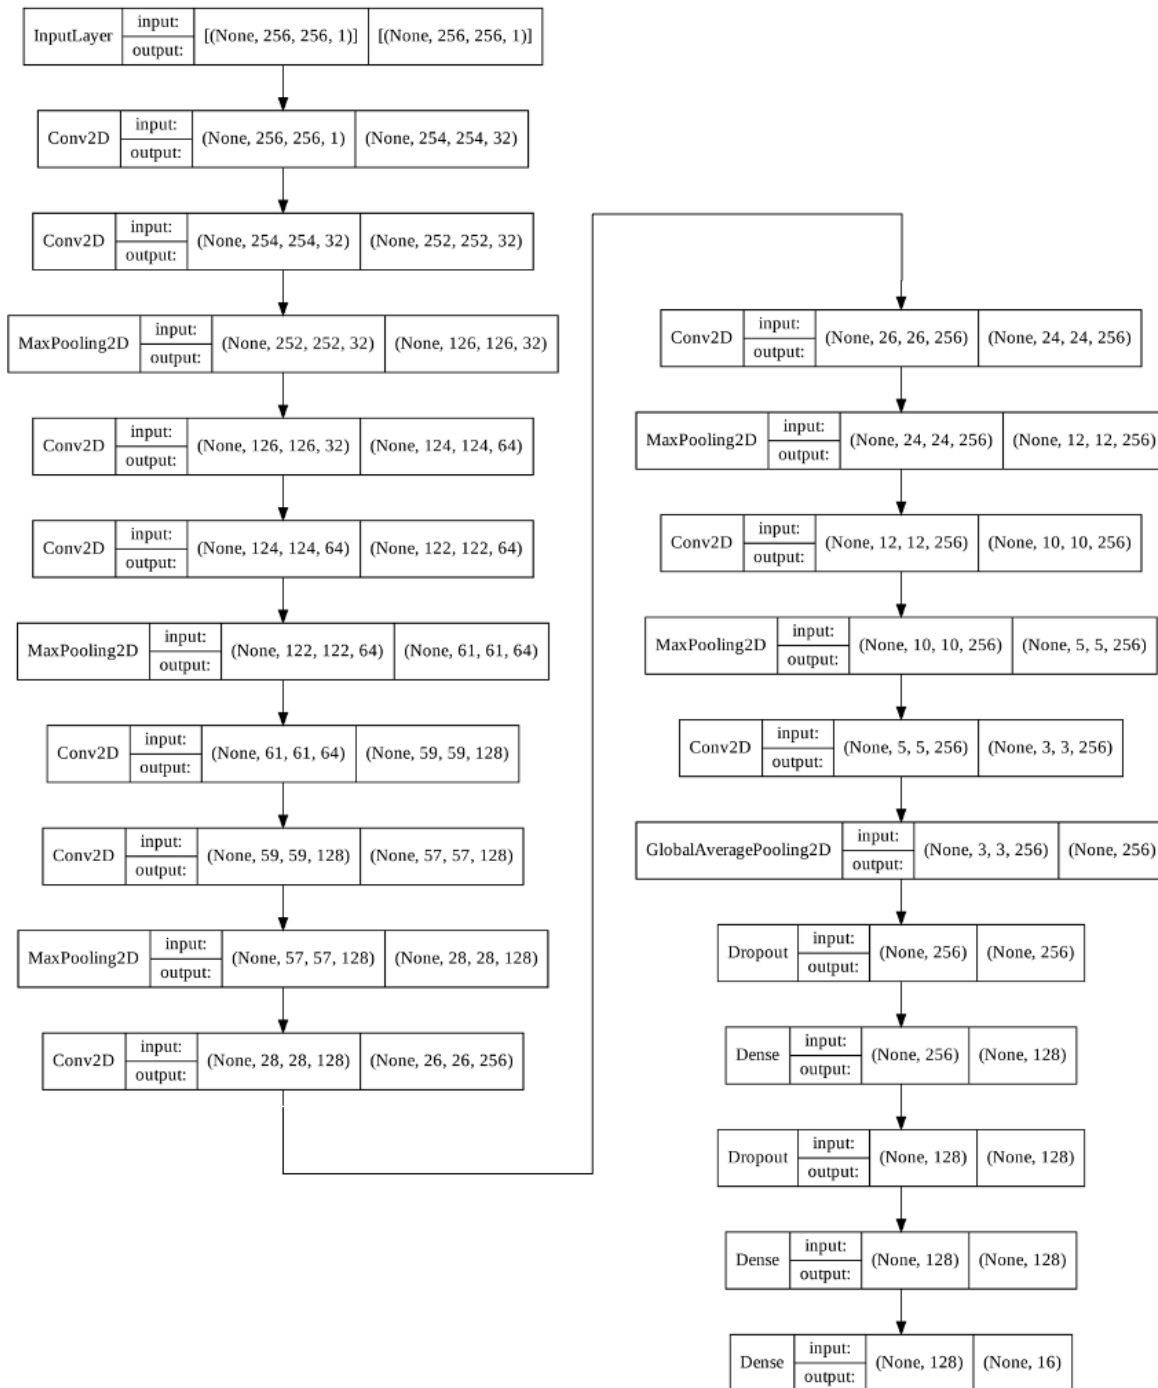 InputLayer input: output: [(None, 256, 256, 1)] [(None, 256, 256, 1)]
Conv2D input: output: (None, 256, 256, 1) (None, 254, 254, 32)
Conv2D input: output: (None, 254, 254, 32) (None, 252, 252, 32)
MaxPooling2D input: output: (None, 252, 252, 32) (None, 126, 126, 32)
Conv2D input: output: (None, 126, 126, 32) (None, 124, 124, 64)
Conv2D input: output: (None, 124, 124, 64) (None, 122, 122, 64)
MaxPooling2D input: output: (None, 122, 122, 64) (None, 61, 61, 64)
Conv2D input: output: (None, 61, 61, 64) (None, 59, 59, 128)
Conv2D input: output: (None, 59, 59, 128) (None, 57, 57, 128)
MaxPooling2D input: output: (None, 57, 57, 128) (None, 28, 28, 128)
Conv2D input: output: (None, 28, 28, 128) (None, 26, 26, 256)
Conv2D input: output: (None, 26, 26, 256) (None, 24, 24, 256)
MaxPooling2D input: output: (None, 24, 24, 256) (None, 12, 12, 256)
Conv2D input: output: (None, 12, 12, 256) (None, 10, 10, 256)
MaxPooling2D input: output: (None, 10, 10, 256) (None, 5, 5, 256)
Conv2D input: output: (None, 5, 5, 256) (None, 3, 3, 256)
GlobalAveragePooling2D input: output: (None, 3, 3, 256) (None, 256)
Dropout input: output: (None, 256) (None, 256)
Dense input: output: (None, 256) (None, 128)
Dropout input: output: (None, 128) (None, 128)
Dense input: output: (None, 128) (None, 128)
Dense input: output: (None, 128) (None, 16)